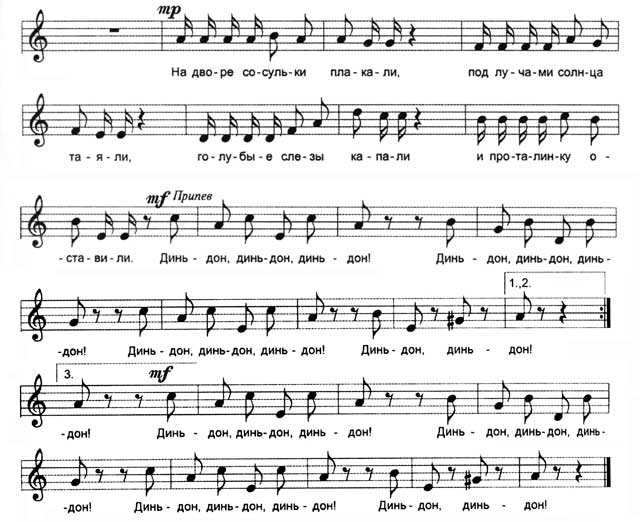 mp
На дво-ре со-суль-ки пла-ка-ли, под лу-ча-ми солн-ца
та-я-ли, го-лу-бы-е сле-зы ка-па-ли и про-та-лин-ку о-
mf Припев
-ста-ви-ли. Динь-дон, динь-дон, динь-дон! Динь-дон, динь-дон, динь-
1.,2.
-дон! Динь-дон, динь-дон, динь-дон! Динь-дон, динь-дон!
3. mf
-дон! Динь-дон, динь-дон, динь-дон! Динь-дон, динь-дон, динь-
-дон! Динь-дон, динь-дон, динь-дон! Динь-дон, динь-дон!